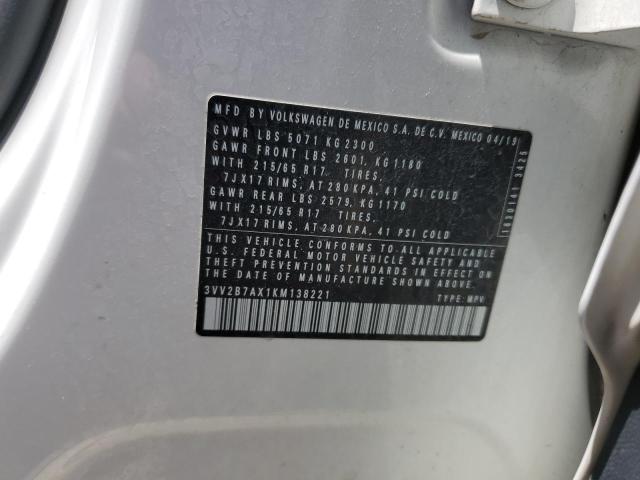 MFD BY VOLKSWAGEN DE MEXICO S.A. DE C.V. MEXICO 04/19
GVWR LBS 5071 KG 2300
GAWR FRONT LBS 2601, KG 1180
WITH 215/65 R17 TIRES,
7JX17 RIMS, AT 280 KPA, 41 PSI COLD
GAWR REAR LBS 2579, KG 1170
WITH 215/65 R17 TIRES,
7JX17 RIMS, AT 280 KPA, 41 PSI COLD
THIS VEHICLE CONFORMS TO ALL APPLICABLE
U.S. FEDERAL MOTOR VEHICLE SAFETY AND
THEFT PREVENTION STANDARDS IN EFFECT ON
THE DATE OF MANUFACTURE SHOWN ABOVE.
3VV2B7AX1KM138221 TYPE: MPV